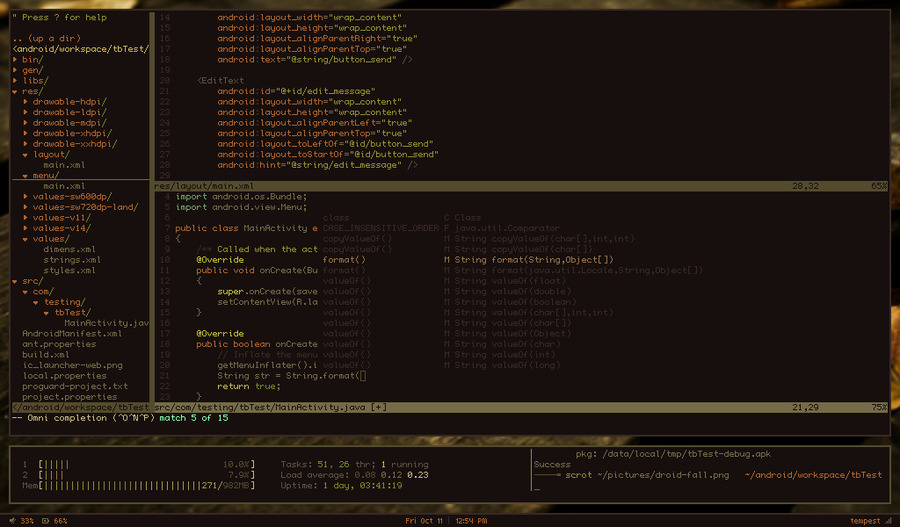 " Press ? for help
.. (up a dir)
</android/workspace/tbTest/
▸ bin/
▸ gen/
▸ libs/
▾ res/
▸ drawable-hdpi/
▸ drawable-ldpi/
▸ drawable-mdpi/
▸ drawable-xhdpi/
▸ drawable-xxhdpi/
▾ layout/
main.xml
▾ menu/
main.xml
▸ values-sw600dp/
▸ values-sw720dp-land/
▸ values-v11/
▸ values-v14/
▾ values/
dimens.xml
strings.xml
styles.xml
▾ src/
▾ com/
▾ testing/
▾ tbTest/
MainActivity.jav
AndroidManifest.xml
ant.properties
build.xml
ic_launcher-web.png
local.properties
proguard-project.txt
project.properties
</android/workspace/tbTest
14 android:layout_width="wrap_content"
15 android:layout_height="wrap_content"
16 android:layout_alignParentRight="true"
17 android:layout_alignParentTop="true"
18 android:text="@string/button_send" />
19
20 <EditText
21 android:id="@+id/edit_message"
22 android:layout_width="wrap_content"
23 android:layout_height="wrap_content"
24 android:layout_alignParentLeft="true"
25 android:layout_alignParentTop="true"
26 android:layout_toLeftOf="@id/button_send"
27 android:layout_toStartOf="@id/button_send"
28 android:hint="@string/edit_message" />
29
res/layout/main.xml 28,32 65%
4 import android.os.Bundle;
5 import android.view.Menu;
6 class C Class
7 public class MainActivity e CASE_INSENSITIVE_ORDER F java.util.Comparator
8 { copyValueOf() M String copyValueOf(char[],int,int)
9 /** Called when the act copyValueOf() M String copyValueOf(char[])
10 @Override format() M String format(String,Object[])
11 public void onCreate(Bu format() M String format(java.util.Locale,String,Object[])
12 { valueOf() M String valueOf(float)
13 super.onCreate(save valueOf() M String valueOf(double)
14 setContentView(R.la valueOf() M String valueOf(boolean)
15 } valueOf() M String valueOf(char[],int,int)
16 valueOf() M String valueOf(char[])
17 @Override valueOf() M String valueOf(Object)
18 public boolean onCreate valueOf() M String valueOf(char)
19 // Inflate the menu valueOf() M String valueOf(int)
20 getMenuInflater().i valueOf() M String valueOf(long)
21 String str = String.format(
22 return true;
23 }
src/com/testing/tbTest/MainActivity.java [+] 21,29 75%
-- Omni completion (^O^N^P) match 5 of 15
1 [||||| 10.0%]
2 [|||| 7.9%]
Mem[|||||||||||||||||||||||||||||||271/982MB]
Tasks: 51, 26 thr; 1 running
Load average: 0.08 0.12 0.23
Uptime: 1 day, 03:41:19
pkg: /data/local/tmp/tbTest-debug.apk
Success
scrot ~/pictures/droid-fall.png ~/android/workspace/tbTest
_
33% 66% Fri Oct 11 | 12:54 PM tempest